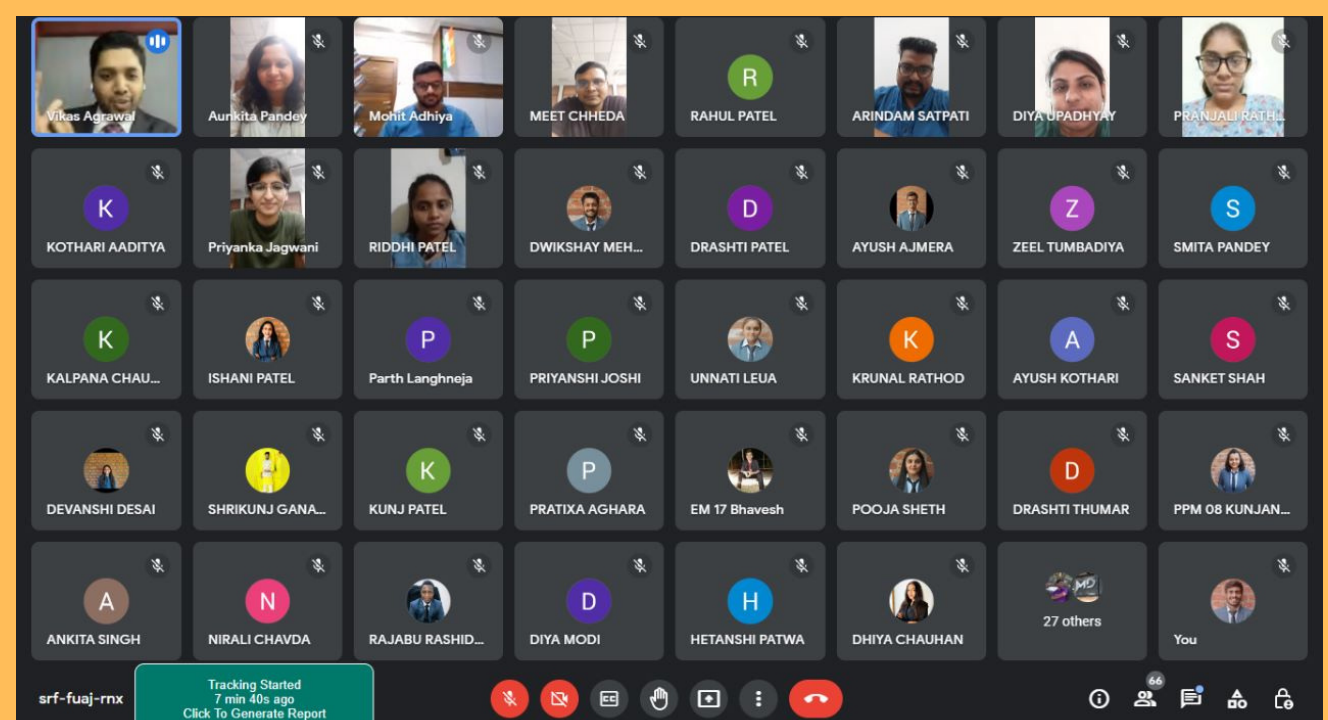 Vikas Agrawal
Aunkita Pandey
Mohit Adhiya
MEET CHHEDA
R
RAHUL PATEL
ARINDAM SATPATI
DIYA UPADHYAY
PRANJALI RATH...
K
KOTHARI AADITYA
Priyanka Jagwani
RIDDHI PATEL
DWIKSHAY MEH...
D
DRASHTI PATEL
AYUSH AJMERA
Z
ZEEL TUMBADIYA
S
SMITA PANDEY
K
KALPANA CHAU...
ISHANI PATEL
P
Parth Langhneja
P
PRIYANSHI JOSHI
UNNATI LEUA
K
KRUNAL RATHOD
A
AYUSH KOTHARI
S
SANKET SHAH
DEVANSHI DESAI
SHRIKUNJ GANA...
K
KUNJ PATEL
P
PRATIXA AGHARA
EM 17 Bhavesh
POOJA SHETH
D
DRASHTI THUMAR
PPM 08 KUNJAN...
A
ANKITA SINGH
N
NIRALI CHAVDA
RAJABU RASHID...
D
DIYA MODI
H
HETANSHI PATWA
DHIYA CHAUHAN
MD
27 others
You
srf-fuaj-rnx
Tracking Started
7 min 40s ago
Click To Generate Report
CC
66